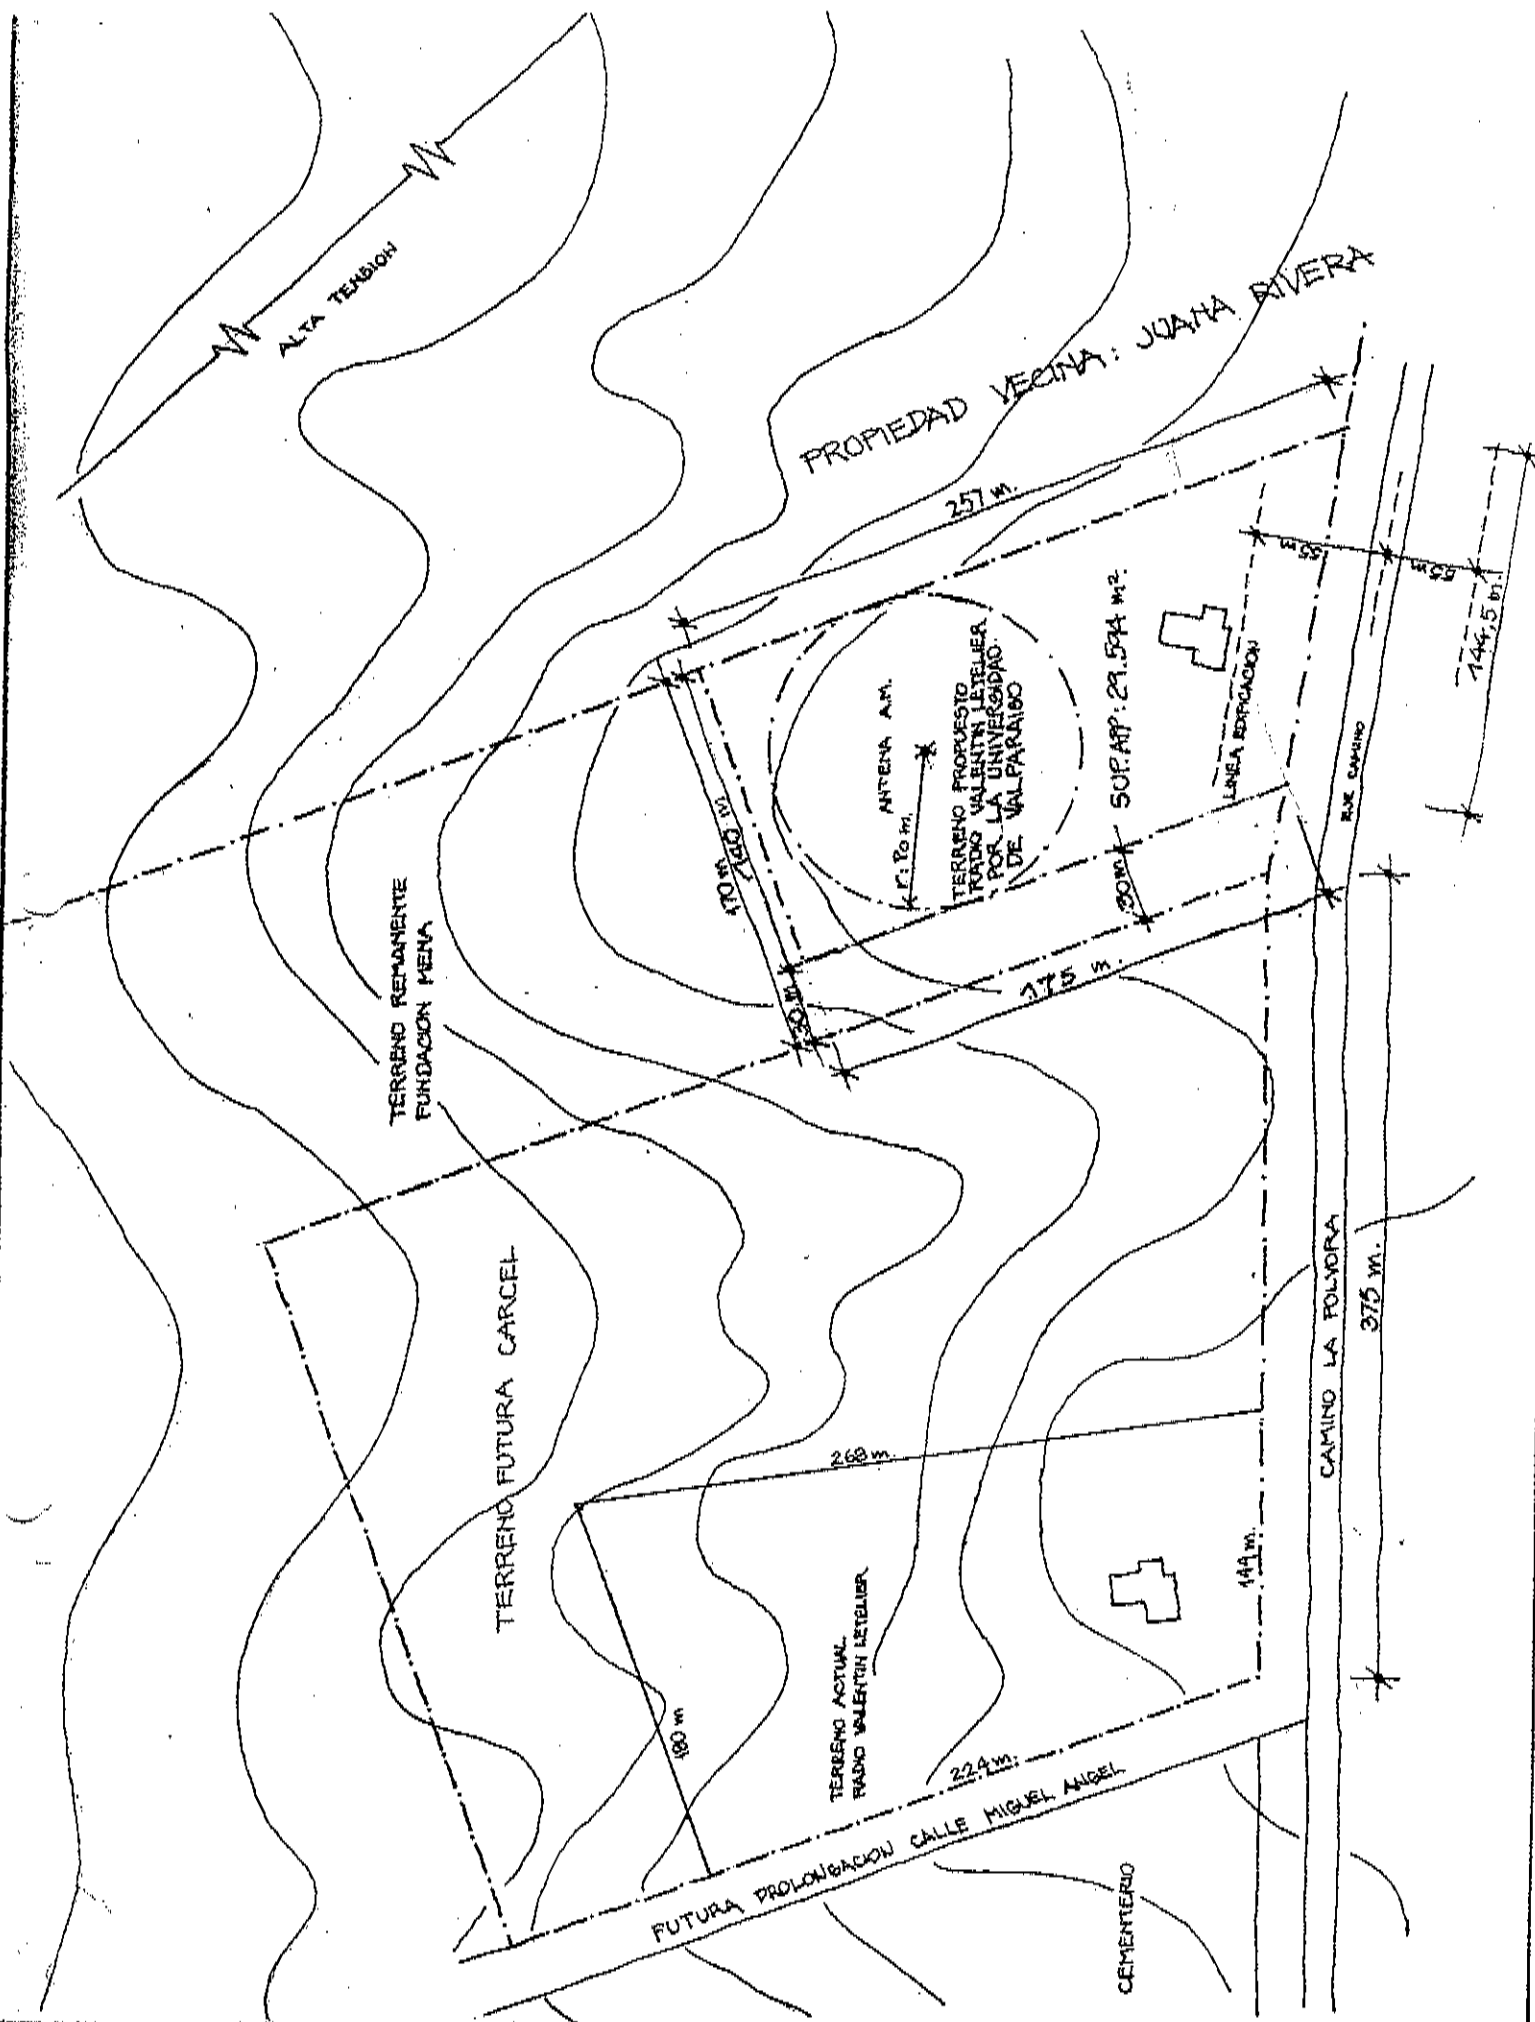 ALTA TENSION
PROPIEDAD VECINA: JUANA RIVERA
257 m.
TERRENO REMANENTE
FUNDACION MENA
170 m
140 m
30 m.
ANTENA A.M.
TERRENO PROPUESTO
RADIO VALENTIN LETELIER
POR LA UNIVERSIDAD
DE VALPARAISO
SUP. APP: 29.594 m².
30 m
175 m.
LINEA EDIFICACION
EJE CAMINO
144,5 m.
TERRENO FUTURA CARCEL
268 m.
180 m
TERRENO ACTUAL
RADIO VALENTIN LETELIER
144 m.
224 m.
FUTURA PROLONGACION CALLE MIGUEL ANGEL
CEMENTERIO
CAMINO LA POLVORA
375 m.